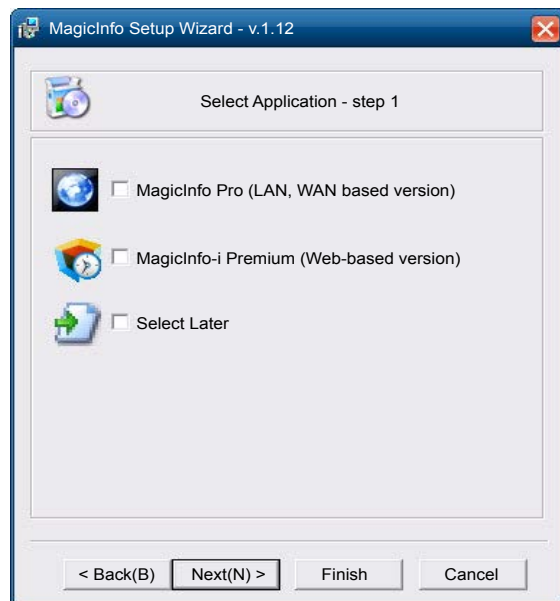 MagicInfo Setup Wizard - v.1.12
Select Application - step 1
MagicInfo Pro (LAN, WAN based version)
MagicInfo-i Premium (Web-based version)
Select Later
< Back(B) Next(N) > Finish Cancel